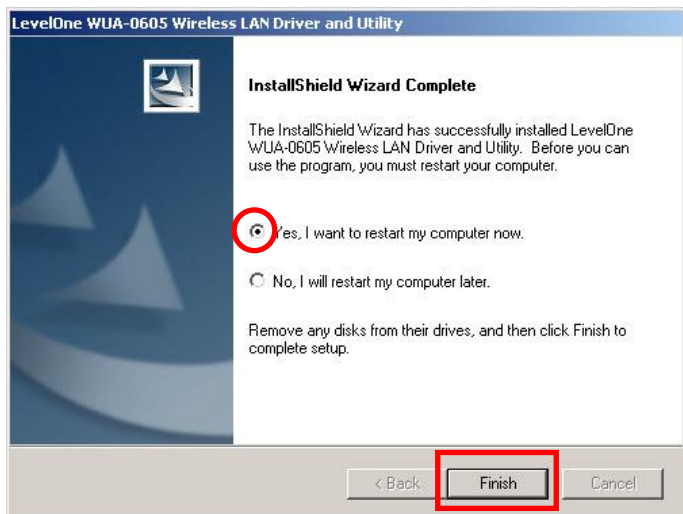 LevelOne WUA-0605 Wireless LAN Driver and Utility
InstallShield Wizard Complete
The InstallShield Wizard has successfully installed LevelOne
WUA-0605 Wireless LAN Driver and Utility. Before you can
use the program, you must restart your computer.
Yes, I want to restart my computer now.
No, I will restart my computer later.
Remove any disks from their drives, and then click Finish to
complete setup.
< Back Finish Cancel